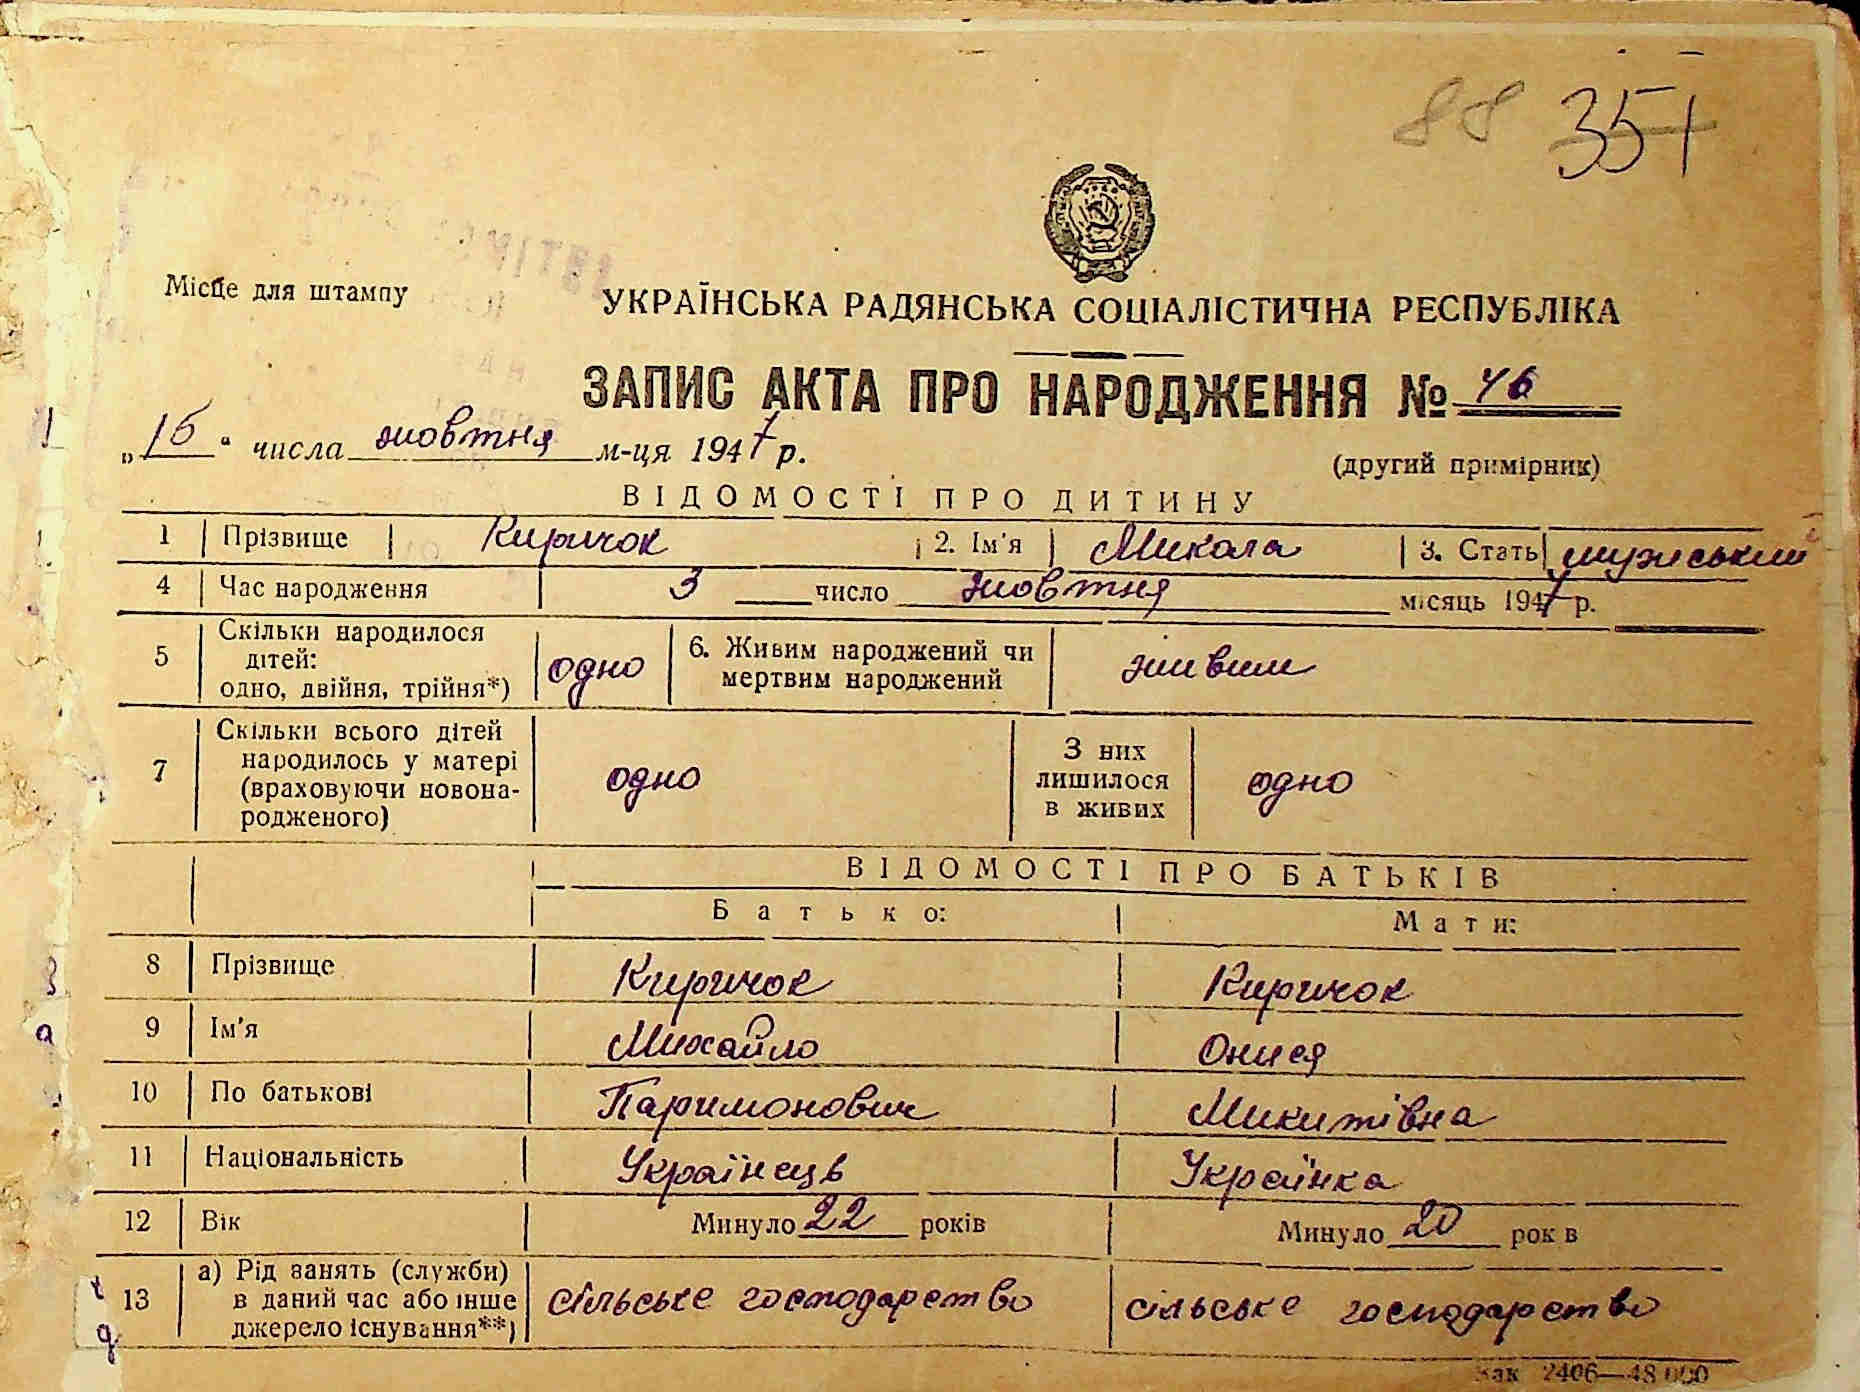 88 351
Місце для штампу
УКРАЇНСЬКА РАДЯНСЬКА СОЦІАЛІСТИЧНА РЕСПУБЛІКА
ЗАПИС АКТА ПРО НАРОДЖЕННЯ № 46
„16“ числа жовтня м-ця 1947 р.
(другий примірник)
ВІДОМОСТІ ПРО ДИТИНУ
1 Прізвище Киричок 2. Ім'я Микола 3. Стать мужський
4 Час народження 3 число жовтня місяць 1947 р.
5 Скільки народилося дітей: одно, двійня, трійня*) одно 6. Живим народжений чи мертвим народжений живим
7 Скільки всього дітей народилось у матері (враховуючи новонародженого) одно З них лишилося в живих одно
ВІДОМОСТІ ПРО БАТЬКІВ
Батько: Мати:
8 Прізвище Киричок Киричок
9 Ім'я Михайло Онися
10 По батькові Паримонович Микитівна
11 Національність Українець Українка
12 Вік Минуло 22 років Минуло 20 рок в
13 а) Рід занять (служби) в даний час або інше джерело існування**) сільське господарство сільське господарство
Зак 2406—48 000